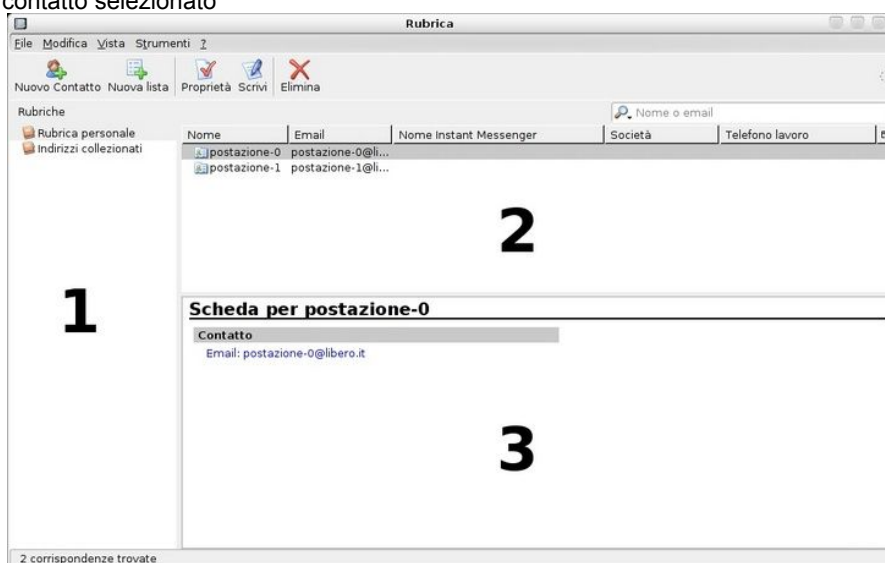 contatto selezionato
Rubrica
File Modifica Vista Strumenti ?
Nuovo Contatto Nuova lista Proprietà Scrivi Elimina
Rubriche
Nome o email
Rubrica personale
Indirizzi collezionati
Nome Email Nome Instant Messenger Società Telefono lavoro
postazione-0 postazione-0@li...
postazione-1 postazione-1@li...
2
1
Scheda per postazione-0
Contatto
Email: postazione-0@libero.it
3
2 corrispondenze trovate